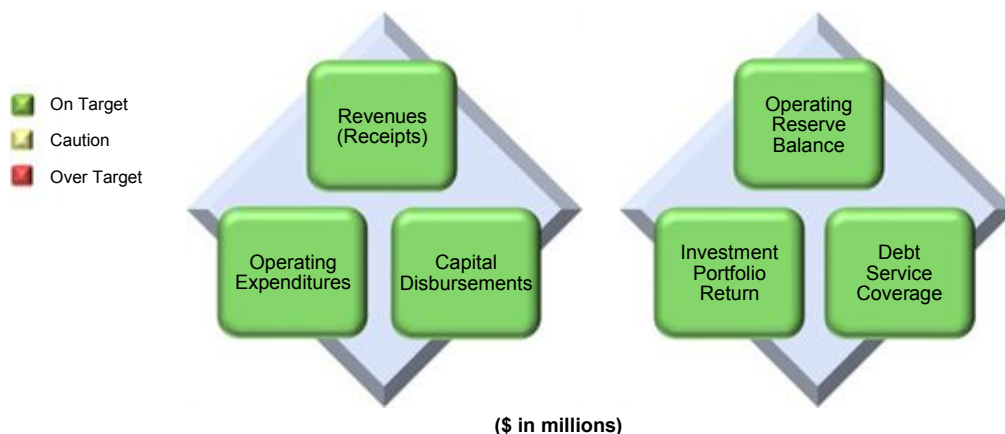 On Target
Caution
Over Target
Revenues
(Receipts)
Operating
Expenditures
Capital
Disbursements
Operating
Reserve
Balance
Investment
Portfolio
Return
Debt
Service
Coverage
($ in millions)